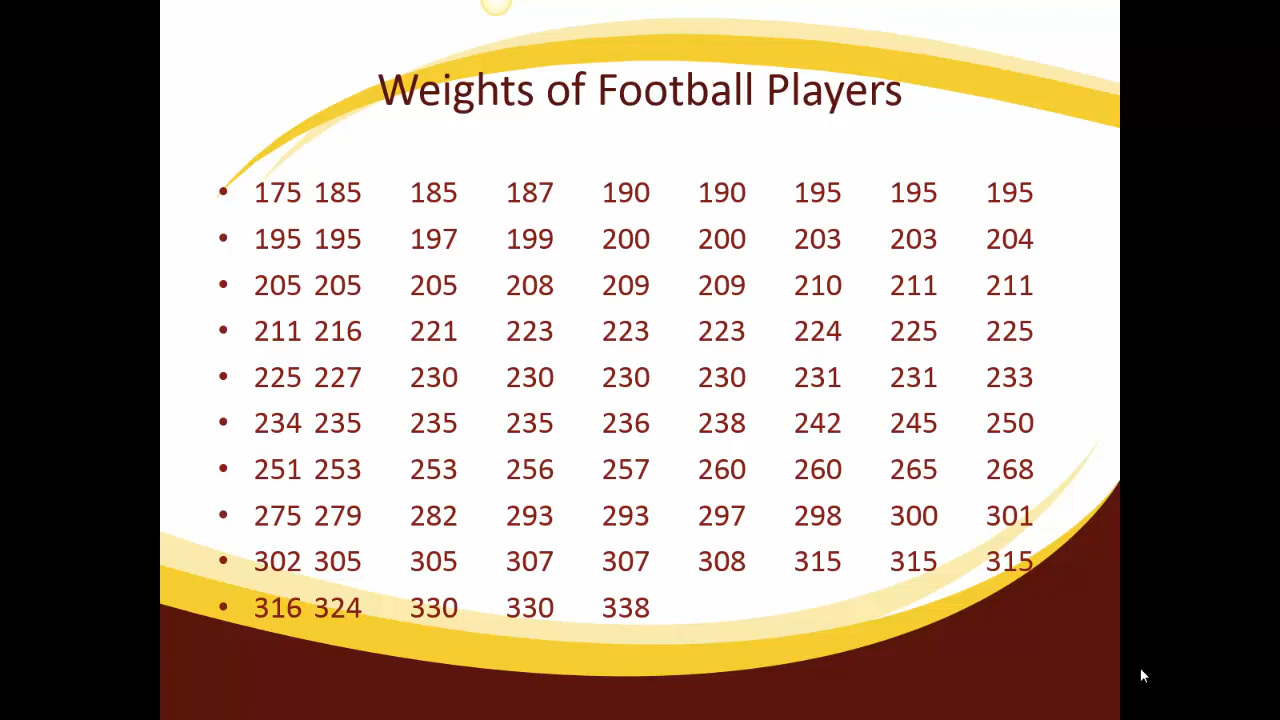 Weights of Football Players
• 175 185 185 187 190 190 195 195 195
• 195 195 197 199 200 200 203 203 204
• 205 205 205 208 209 209 210 211 211
• 211 216 221 223 223 223 224 225 225
• 225 227 230 230 230 230 231 231 233
• 234 235 235 235 236 238 242 245 250
• 251 253 253 256 257 260 260 265 268
• 275 279 282 293 293 297 298 300 301
• 302 305 305 307 307 308 315 315 315
• 316 324 330 330 338